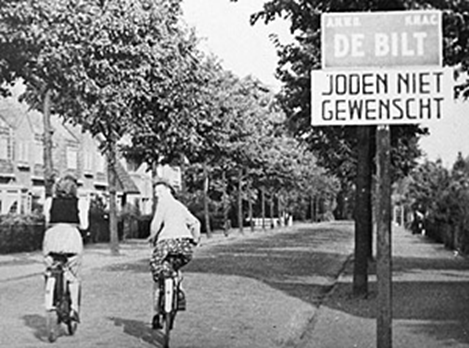 A.N.W.B. K.N.A.C.
DE BILT
JODEN NIET
GEWENSCHT